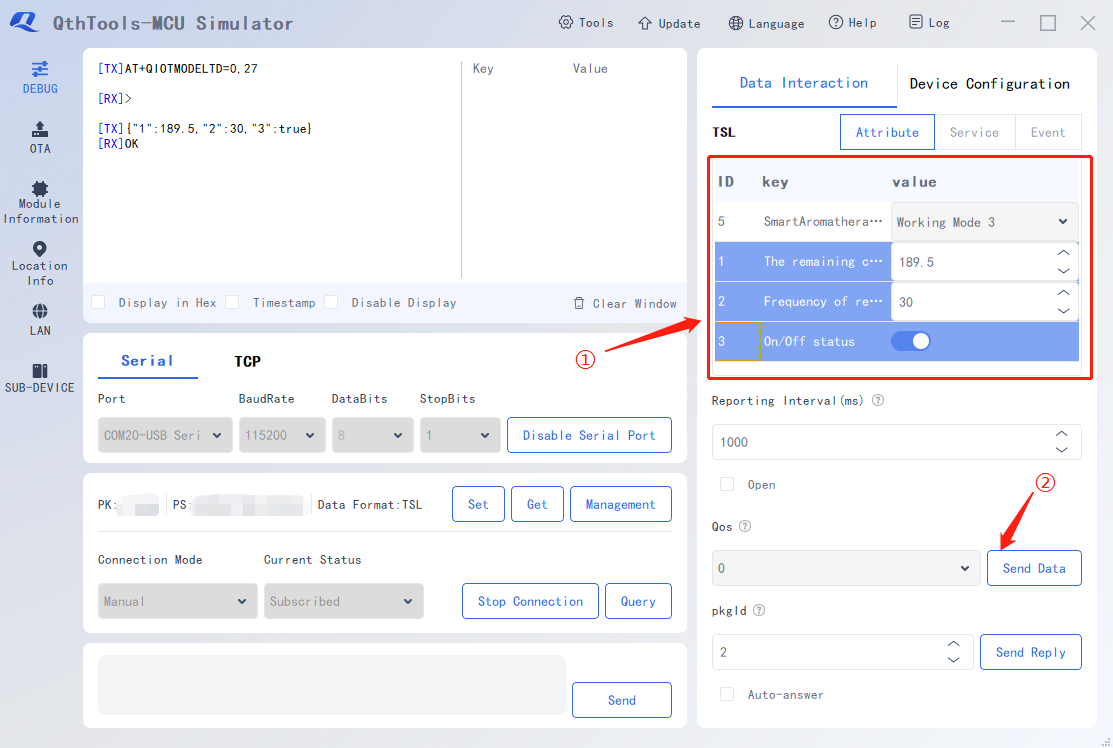 QthTools-MCU Simulator
Tools
Update
Language
Help
Log
DEBUG
OTA
Module
Information
Location
Info
LAN
SUB-DEVICE
[TX]AT+QIOTMODELTD=0,27
[RX]>
[TX]{"1":189.5,"2":30,"3":true}
[RX]OK
Key Value
Display in Hex Timestamp Disable Display Clear Window
Serial TCP
Port BaudRate DataBits StopBits
COM20-USB Seri 115200 8 1 Disable Serial Port
PK: PS: Data Format:TSL Set Get Management
Connection Mode Current Status
Manual Subscribed Stop Connection Query
Send
Data Interaction Device Configuration
TSL Attribute Service Event
ID key value
5 SmartAromathera··· Working Mode 3
1 The remaining c··· 189.5
2 Frequency of re··· 30
3 On/Off status
①
Reporting Interval(ms) ?
1000
Open
②
Qos ?
0 Send Data
pkgId ?
2 Send Reply
Auto-answer